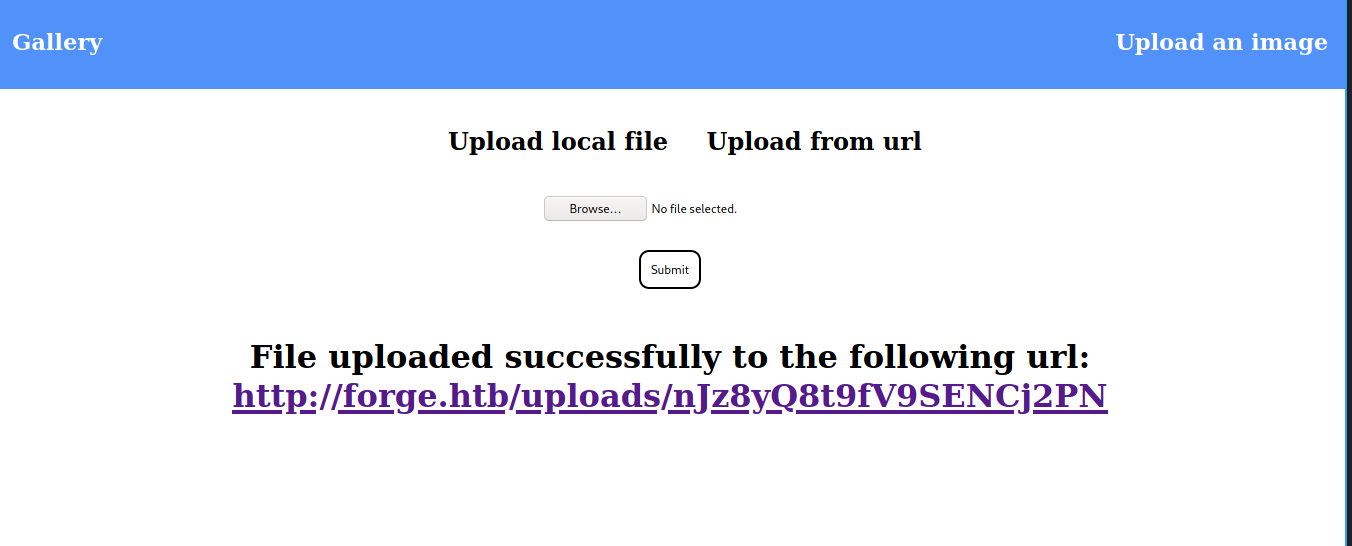 Gallery
Upload an image
Upload local file
Upload from url
Browse...
No file selected.
Submit
File uploaded successfully to the following url:
http://forge.htb/uploads/nJz8yQ8t9fV9SENCj2PN